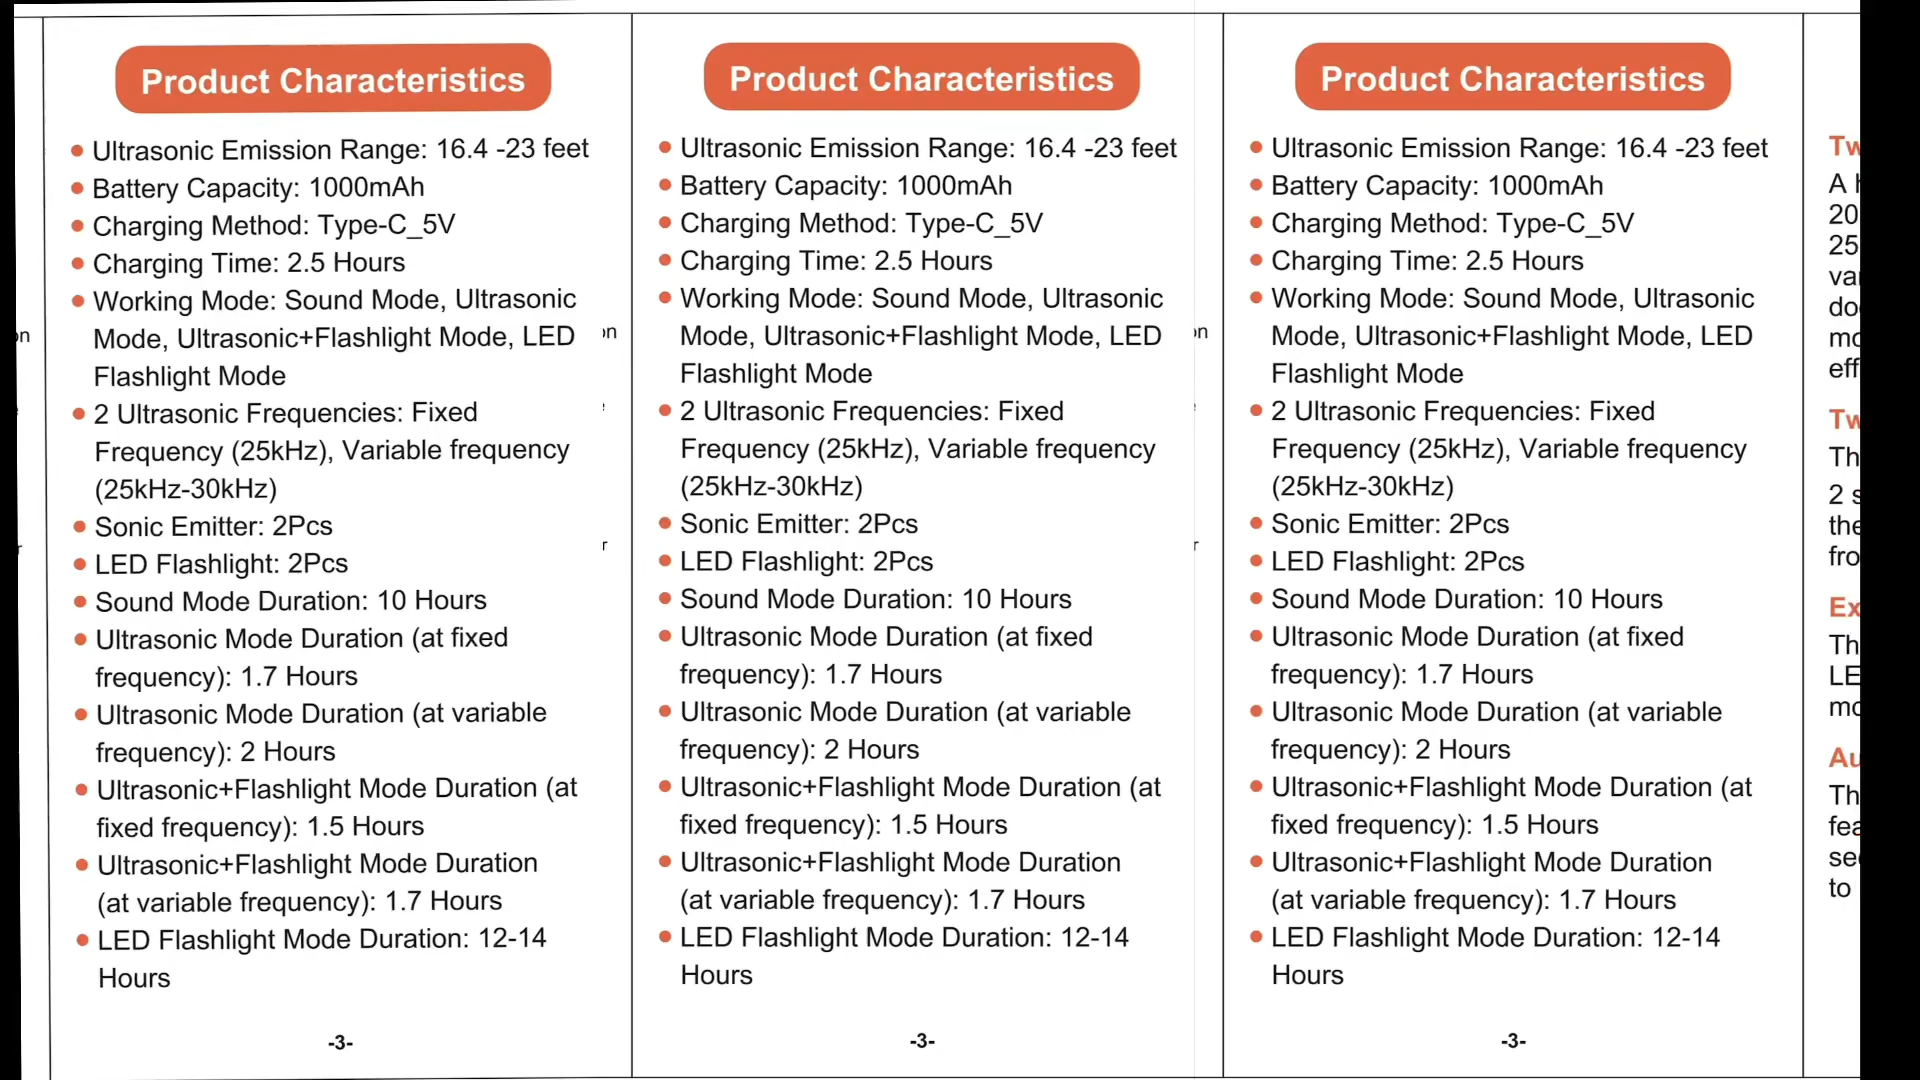 Product Characteristics
Ultrasonic Emission Range: 16.4 -23 feet
Battery Capacity: 1000mAh
Charging Method: Type-C_5V
Charging Time: 2.5 Hours
Working Mode: Sound Mode, Ultrasonic
Mode, Ultrasonic+Flashlight Mode, LED
Flashlight Mode
2 Ultrasonic Frequencies: Fixed
Frequency (25kHz), Variable frequency
(25kHz-30kHz)
Sonic Emitter: 2Pcs
LED Flashlight: 2Pcs
Sound Mode Duration: 10 Hours
Ultrasonic Mode Duration (at fixed
frequency): 1.7 Hours
Ultrasonic Mode Duration (at variable
frequency): 2 Hours
Ultrasonic+Flashlight Mode Duration (at
fixed frequency): 1.5 Hours
Ultrasonic+Flashlight Mode Duration
(at variable frequency): 1.7 Hours
LED Flashlight Mode Duration: 12-14
Hours
-3-
Product Characteristics
Ultrasonic Emission Range: 16.4 -23 feet
Battery Capacity: 1000mAh
Charging Method: Type-C_5V
Charging Time: 2.5 Hours
Working Mode: Sound Mode, Ultrasonic
Mode, Ultrasonic+Flashlight Mode, LED
Flashlight Mode
2 Ultrasonic Frequencies: Fixed
Frequency (25kHz), Variable frequency
(25kHz-30kHz)
Sonic Emitter: 2Pcs
LED Flashlight: 2Pcs
Sound Mode Duration: 10 Hours
Ultrasonic Mode Duration (at fixed
frequency): 1.7 Hours
Ultrasonic Mode Duration (at variable
frequency): 2 Hours
Ultrasonic+Flashlight Mode Duration (at
fixed frequency): 1.5 Hours
Ultrasonic+Flashlight Mode Duration
(at variable frequency): 1.7 Hours
LED Flashlight Mode Duration: 12-14
Hours
-3-
Product Characteristics
Ultrasonic Emission Range: 16.4 -23 feet
Battery Capacity: 1000mAh
Charging Method: Type-C_5V
Charging Time: 2.5 Hours
Working Mode: Sound Mode, Ultrasonic
Mode, Ultrasonic+Flashlight Mode, LED
Flashlight Mode
2 Ultrasonic Frequencies: Fixed
Frequency (25kHz), Variable frequency
(25kHz-30kHz)
Sonic Emitter: 2Pcs
LED Flashlight: 2Pcs
Sound Mode Duration: 10 Hours
Ultrasonic Mode Duration (at fixed
frequency): 1.7 Hours
Ultrasonic Mode Duration (at variable
frequency): 2 Hours
Ultrasonic+Flashlight Mode Duration (at
fixed frequency): 1.5 Hours
Ultrasonic+Flashlight Mode Duration
(at variable frequency): 1.7 Hours
LED Flashlight Mode Duration: 12-14
Hours
-3-